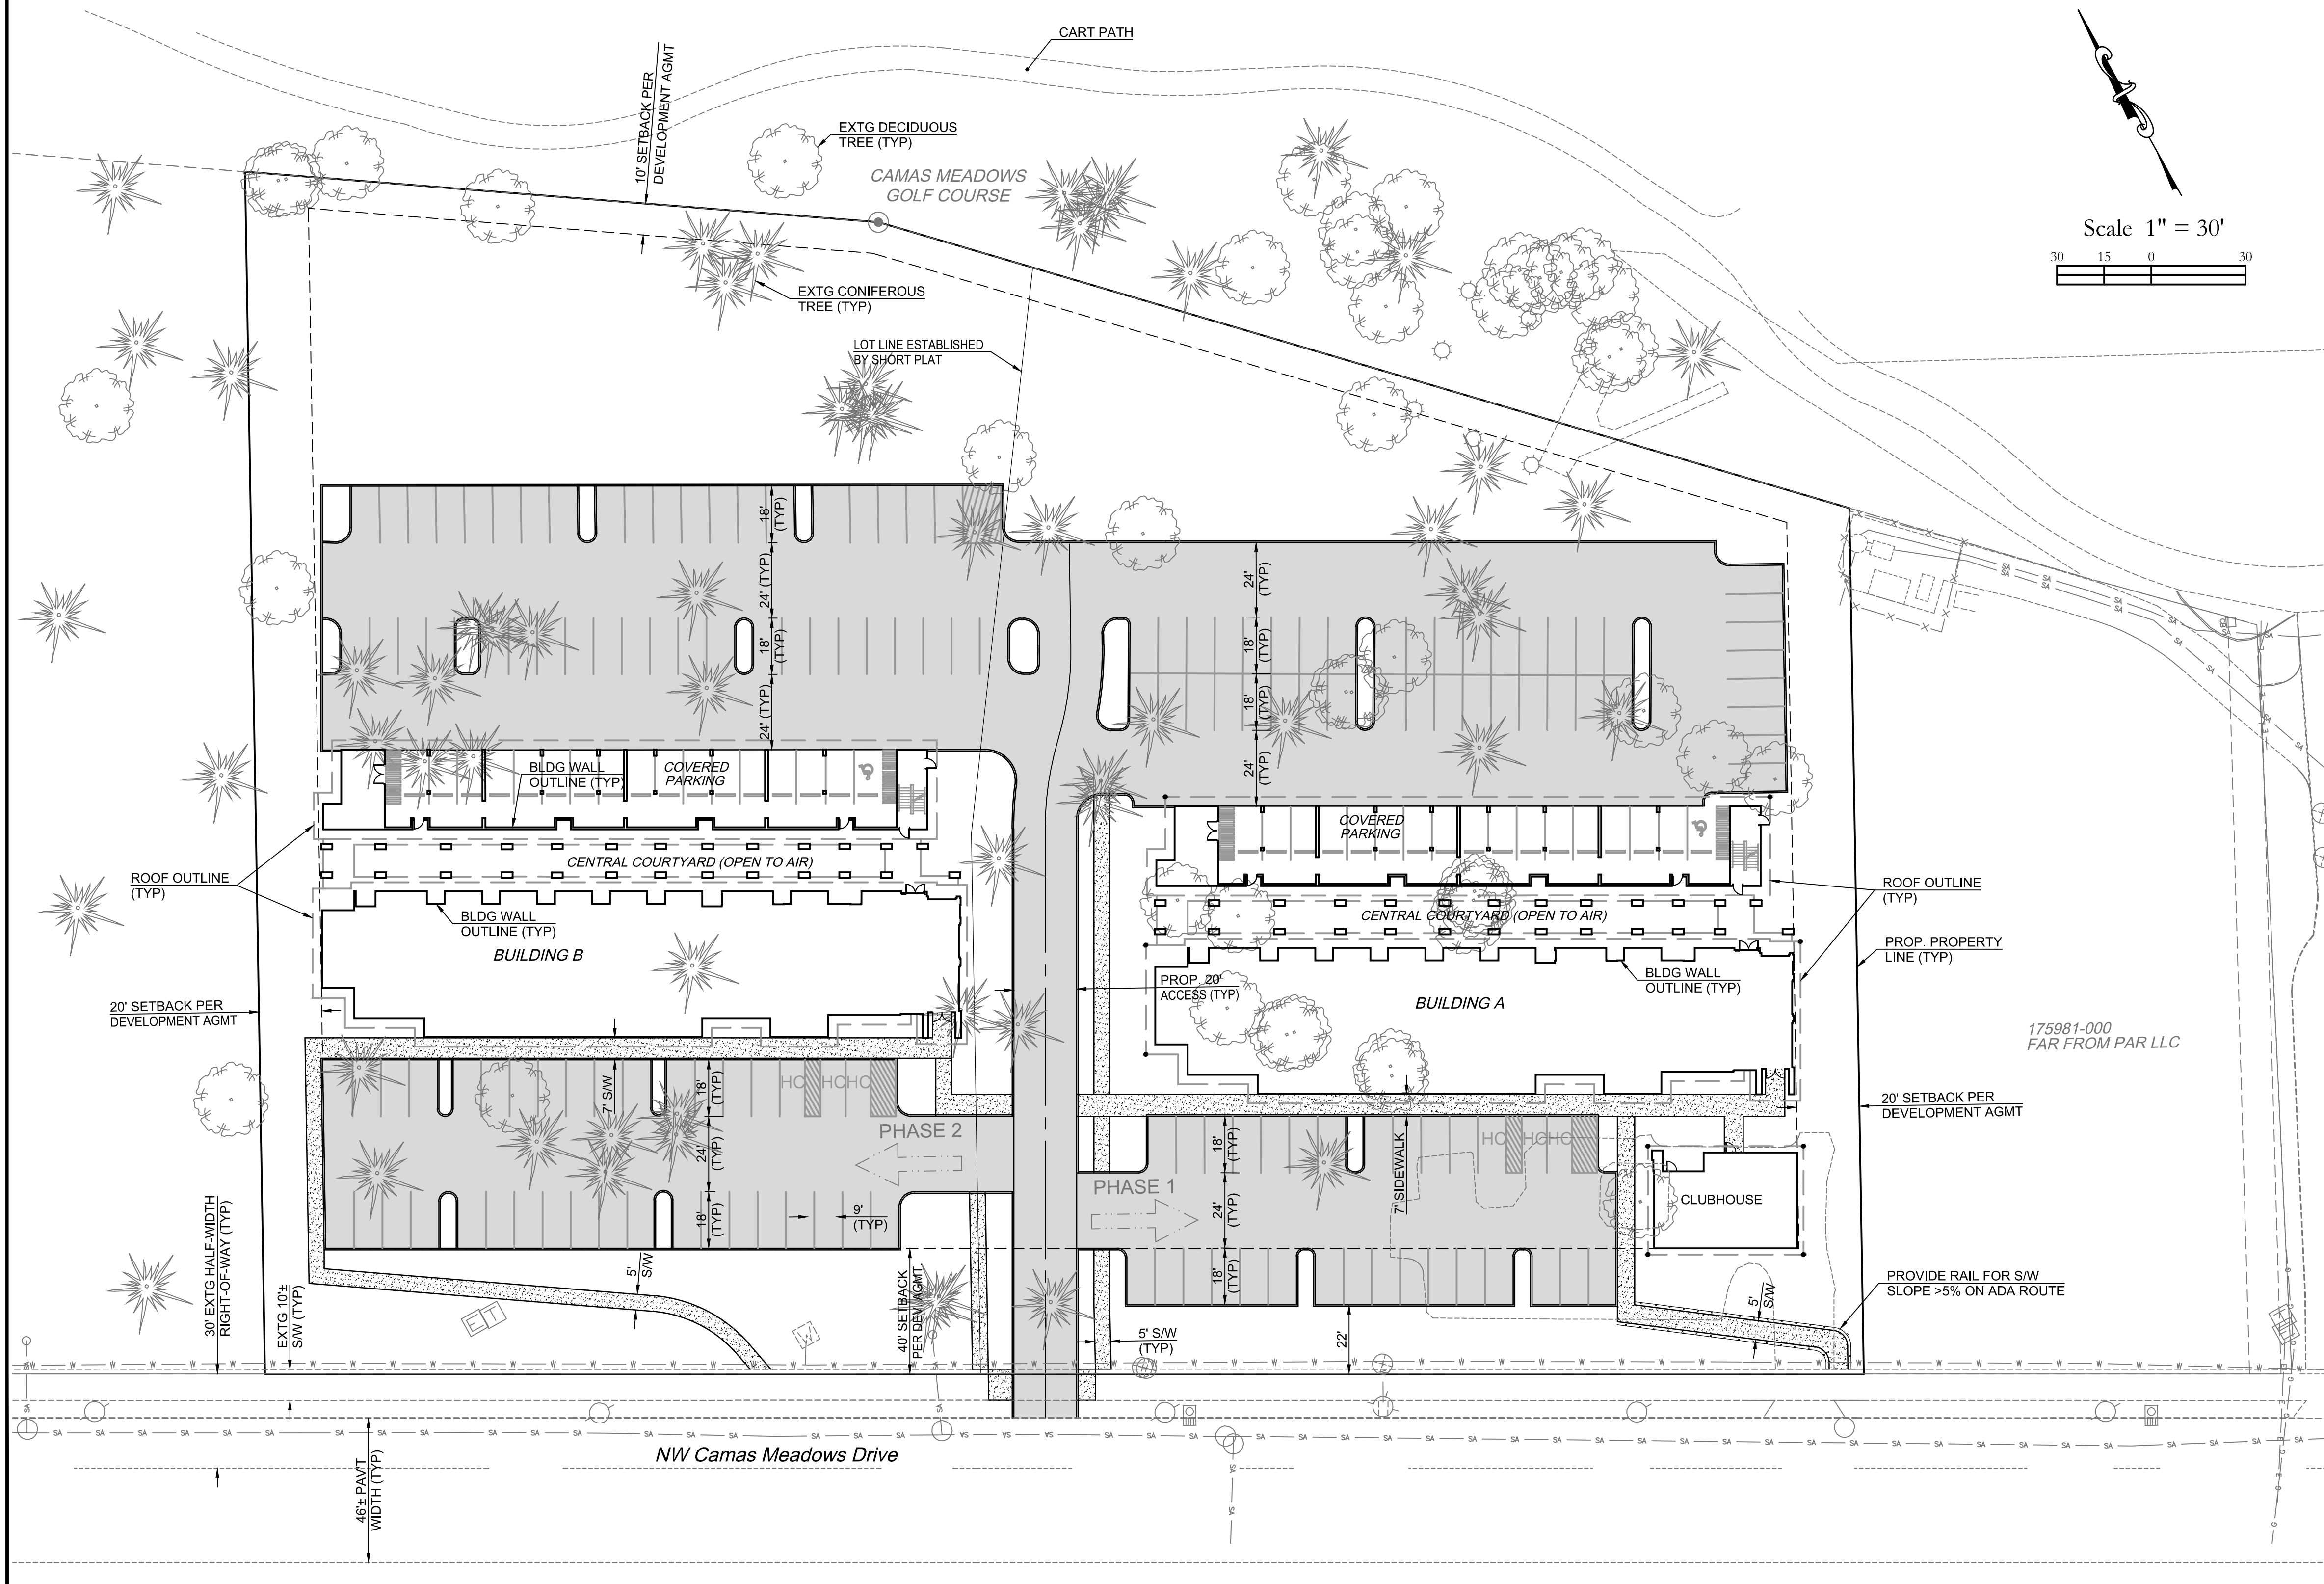 CART PATH
10' SETBACK PER
DEVELOPMENT AGMT
EXTG DECIDUOUS
TREE (TYP)
CAMAS MEADOWS
GOLF COURSE
Scale 1" = 30'
30 15 0 30
EXTG CONIFEROUS
TREE (TYP)
LOT LINE ESTABLISHED
BY SHORT PLAT
18'
(TYP)
24' (TYP)
18'
(TYP)
24' (TYP)
24'
(TYP)
18'
(TYP)
18'
(TYP)
24'
(TYP)
BLDG WALL
OUTLINE (TYP)
COVERED
PARKING
COVERED
PARKING
CENTRAL COURTYARD (OPEN TO AIR)
ROOF OUTLINE
(TYP)
BLDG WALL
OUTLINE (TYP)
BUILDING B
20' SETBACK PER
DEVELOPMENT AGMT
CENTRAL COURTYARD (OPEN TO AIR)
ROOF OUTLINE
(TYP)
PROP. PROPERTY
LINE (TYP)
BLDG WALL
OUTLINE (TYP)
PROP. 20'
ACCESS (TYP)
BUILDING A
175981-000
FAR FROM PAR LLC
20' SETBACK PER
DEVELOPMENT AGMT
7' S/W
18'
(TYP)
HC HC HC
24'
(TYP)
18'
(TYP)
9'
(TYP)
PHASE 2
PHASE 1
18'
(TYP)
24'
(TYP)
18'
(TYP)
7' SIDEWALK
HC HC HC
CLUBHOUSE
30' EXTG HALF-WIDTH
RIGHT-OF-WAY (TYP)
EXTG 10'±
S/W (TYP)
5'
S/W
40' SETBACK
PER DEV. AGMT.
5' S/W
(TYP)
22'
5'
S/W
PROVIDE RAIL FOR S/W
SLOPE >5% ON ADA ROUTE
ET
W
NW Camas Meadows Drive
46'± PAV'T
WIDTH (TYP)